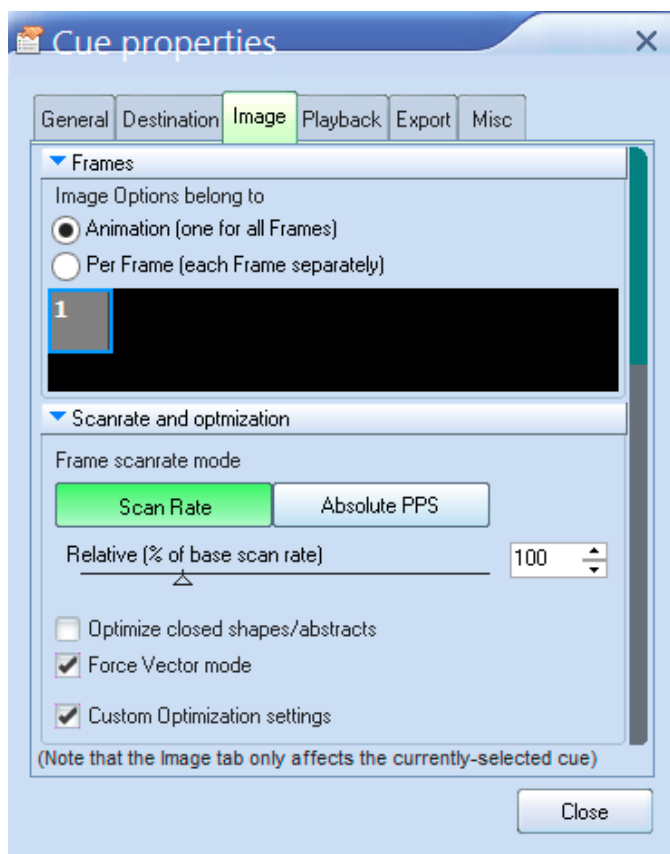 Cue properties
General Destination Image Playback Export Misc
Frames
Image Options belong to
Animation (one for all Frames)
Per Frame (each Frame separately)
1
Scanrate and optmization
Frame scanrate mode
Scan Rate Absolute PPS
Relative (% of base scan rate) 100
Optimize closed shapes/abstracts
Force Vector mode
Custom Optimization settings
(Note that the Image tab only affects the currently-selected cue)
Close